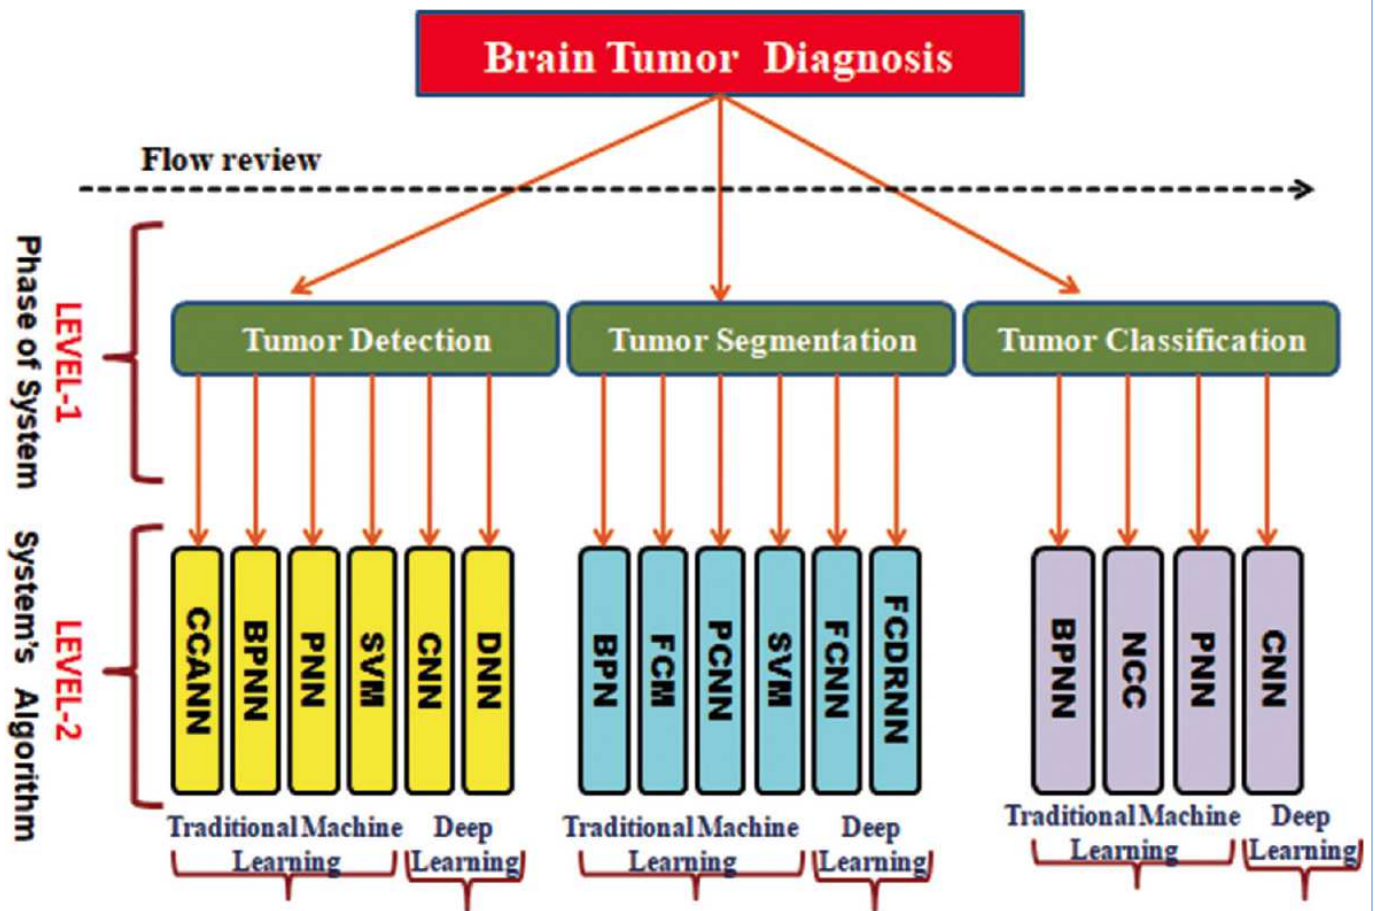 Brain Tumor Diagnosis
Flow review
Phase of System
LEVEL-1
Tumor Detection
Tumor Segmentation
Tumor Classification
System's Algorithm
LEVEL-2
CCANN
BPNN
PNN
SVM
CNN
DNN
BPN
FCM
PCNN
SVM
FCNN
FCDRNN
BPNN
NCC
PNN
CNN
Traditional Machine
Learning
Deep
Learning
Traditional Machine
Learning
Deep
Learning
Traditional Machine
Learning
Deep
Learning